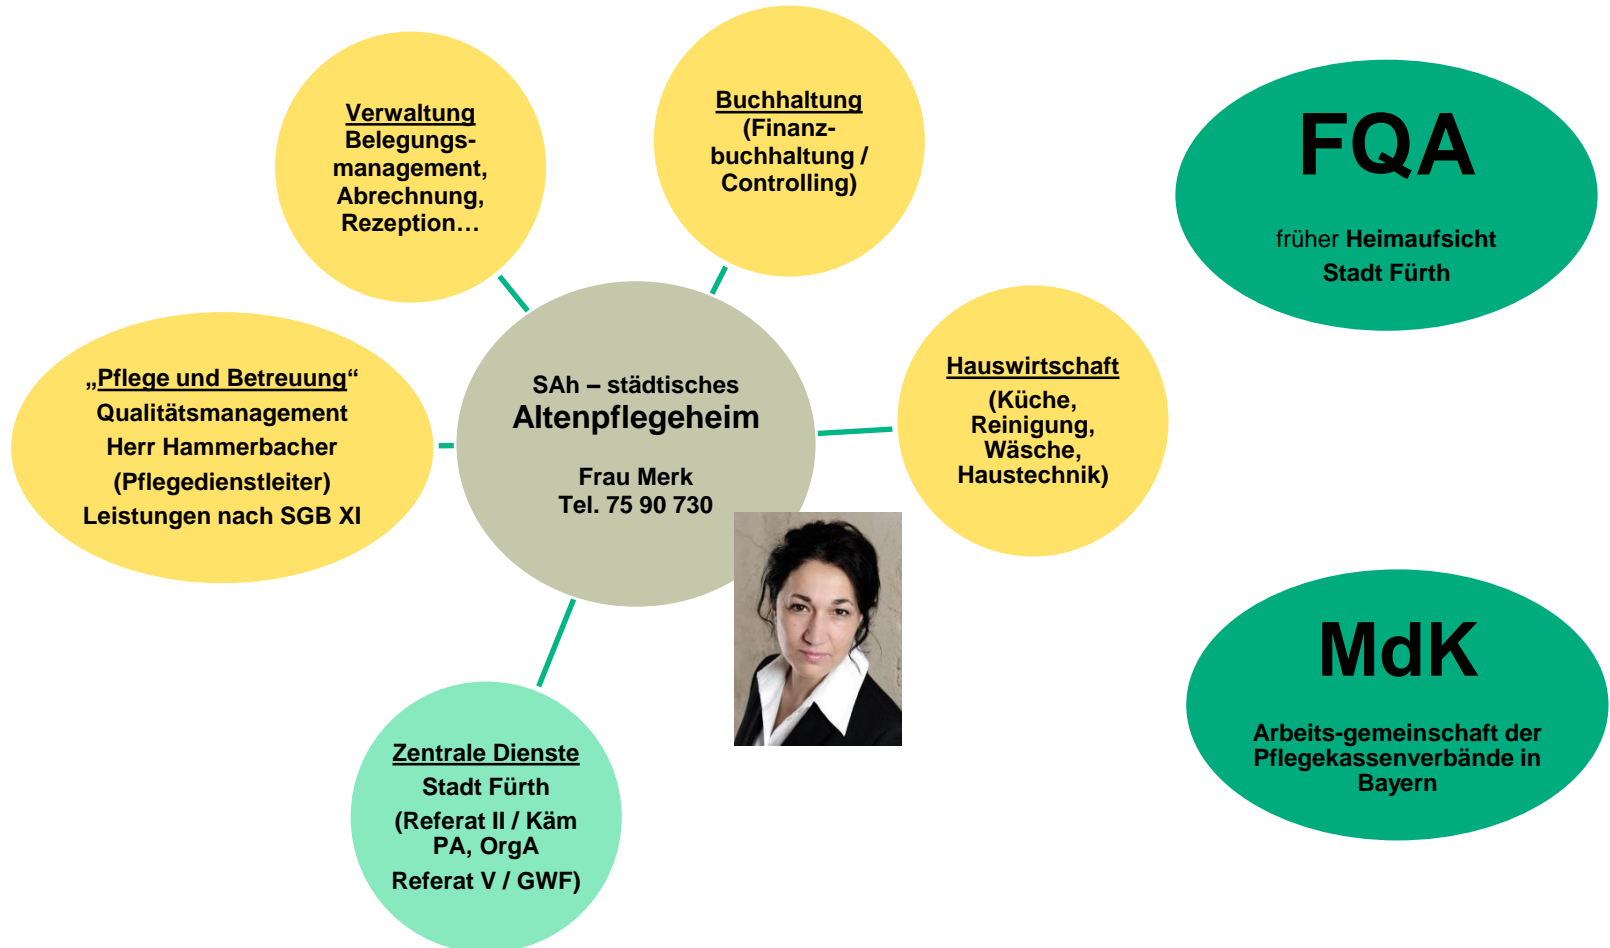 Verwaltung
Belegungs-
management,
Abrechnung,
Rezeption…
Buchhaltung
(Finanz-
buchhaltung /
Controlling)
FQA
früher Heimaufsicht
Stadt Fürth
„Pflege und Betreuung“
Qualitätsmanagement
Herr Hammerbacher
(Pflegedienstleiter)
Leistungen nach SGB XI
SAh – städtisches
Altenpflegeheim
Frau Merk
Tel. 75 90 730
Hauswirtschaft
(Küche,
Reinigung,
Wäsche,
Haustechnik)
MdK
Arbeits-gemeinschaft der
Pflegekassenverbände in
Bayern
Zentrale Dienste
Stadt Fürth
(Referat II / Käm
PA, OrgA
Referat V / GWF)